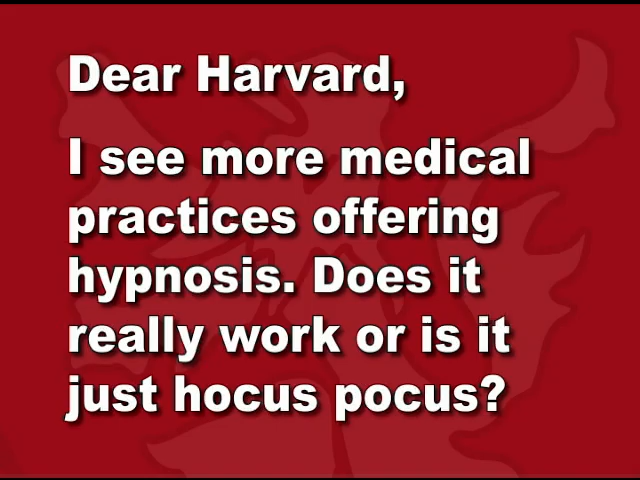 Dear Harvard,
I see more medical
practices offering
hypnosis. Does it
really work or is it
just hocus pocus?